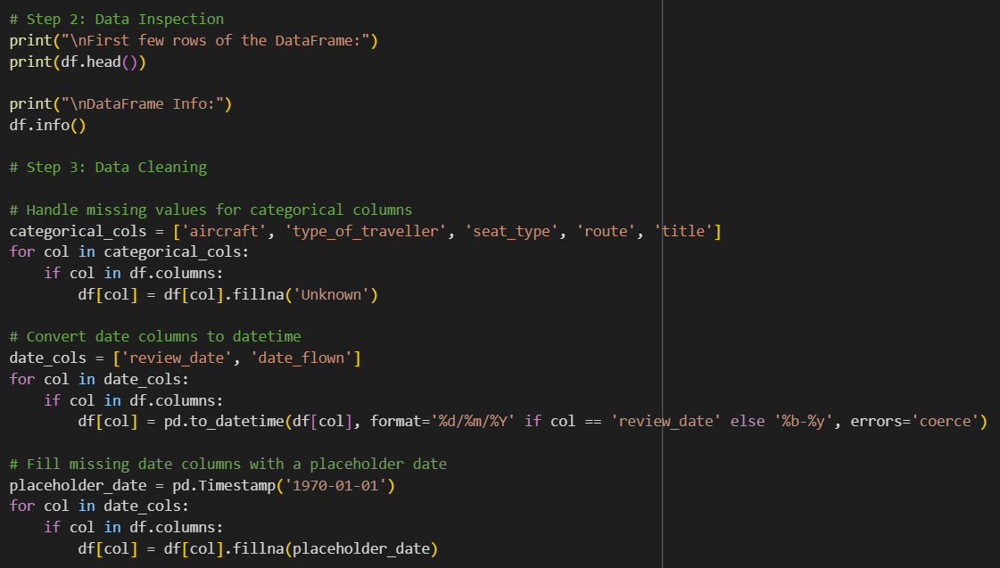 # Step 2: Data Inspection
print("\nFirst few rows of the DataFrame:")
print(df.head())
print("\nDataFrame Info:")
df.info()
# Step 3: Data Cleaning
# Handle missing values for categorical columns
categorical_cols = ['aircraft', 'type_of_traveller', 'seat_type', 'route', 'title']
for col in categorical_cols:
    if col in df.columns:
        df[col] = df[col].fillna('Unknown')
# Convert date columns to datetime
date_cols = ['review_date', 'date_flown']
for col in date_cols:
    if col in df.columns:
        df[col] = pd.to_datetime(df[col], format='%d/%m/%Y' if col == 'review_date' else '%b-%y', errors='coerce')
# Fill missing date columns with a placeholder date
placeholder_date = pd.Timestamp('1970-01-01')
for col in date_cols:
    if col in df.columns:
        df[col] = df[col].fillna(placeholder_date)